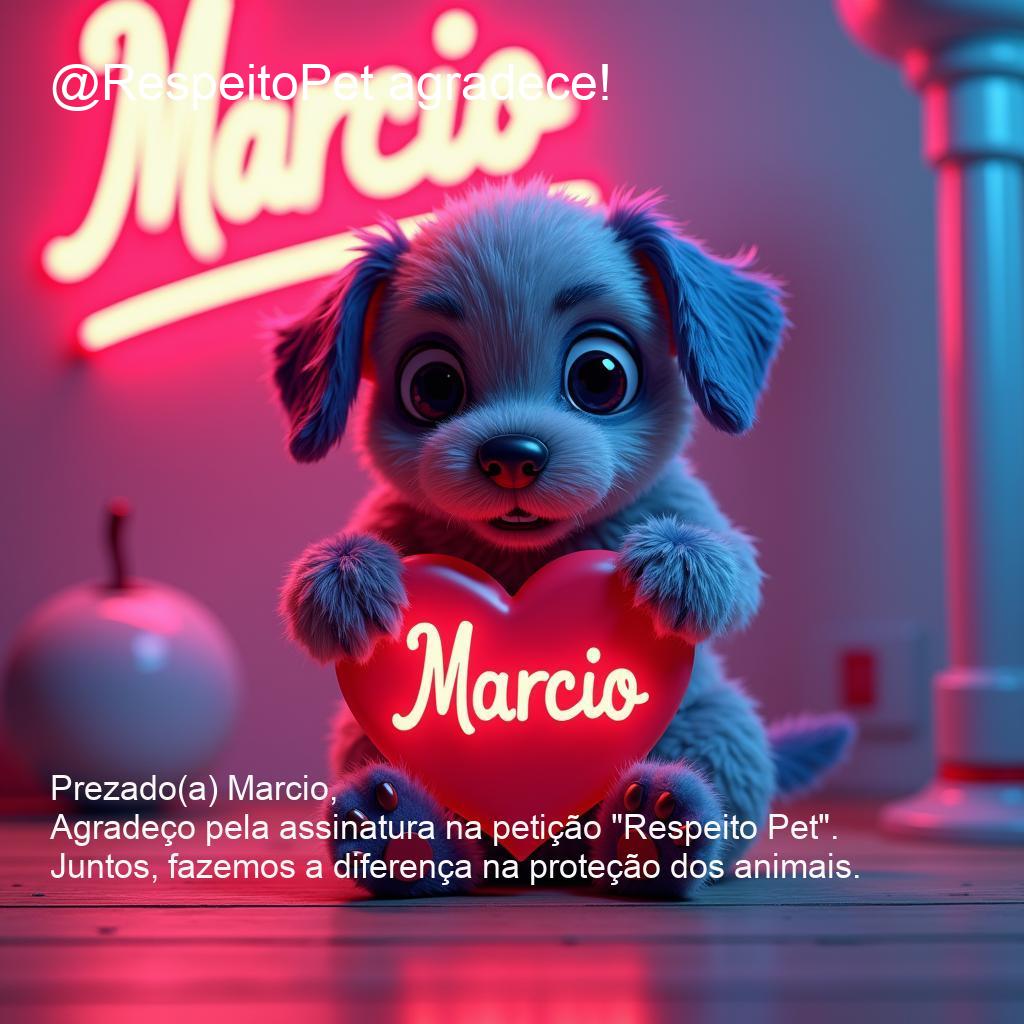 @RespeitoPet agradece!
Marcio
Marcio
Prezado(a) Marcio,
Agradeço pela assinatura na petição "Respeito Pet".
Juntos, fazemos a diferença na proteção dos animais.